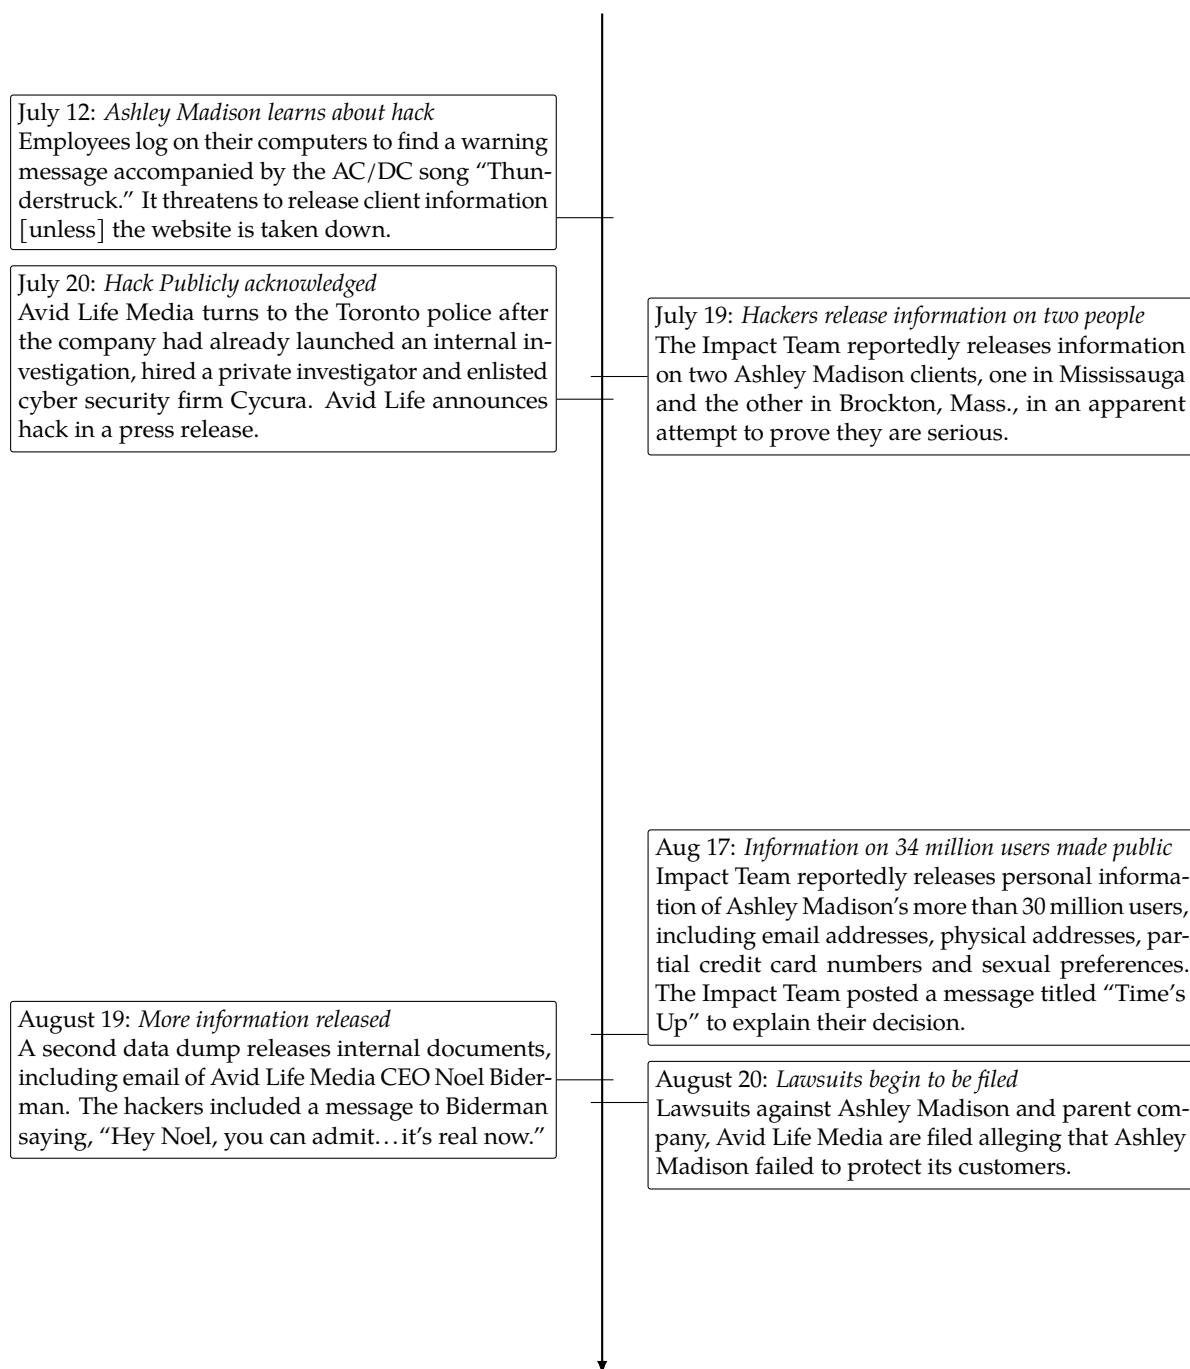 July 12: Ashley Madison learns about hack
Employees log on their computers to find a warning
message accompanied by the AC/DC song “Thun-
derstruck.” It threatens to release client information
[unless] the website is taken down.
July 20: Hack Publicly acknowledged
Avid Life Media turns to the Toronto police after
the company had already launched an internal in-
vestigation, hired a private investigator and enlisted
cyber security firm Cycura. Avid Life announces
hack in a press release.
July 19: Hackers release information on two people
The Impact Team reportedly releases information
on two Ashley Madison clients, one in Mississauga
and the other in Brockton, Mass., in an apparent
attempt to prove they are serious.
Aug 17: Information on 34 million users made public
Impact Team reportedly releases personal informa-
tion of Ashley Madison’s more than 30 million users,
including email addresses, physical addresses, par-
tial credit card numbers and sexual preferences.
The Impact Team posted a message titled “Time’s
Up” to explain their decision.
August 19: More information released
A second data dump releases internal documents,
including email of Avid Life Media CEO Noel Bider-
man. The hackers included a message to Biderman
saying, “Hey Noel, you can admit…it’s real now.”
August 20: Lawsuits begin to be filed
Lawsuits against Ashley Madison and parent com-
pany, Avid Life Media are filed alleging that Ashley
Madison failed to protect its customers.